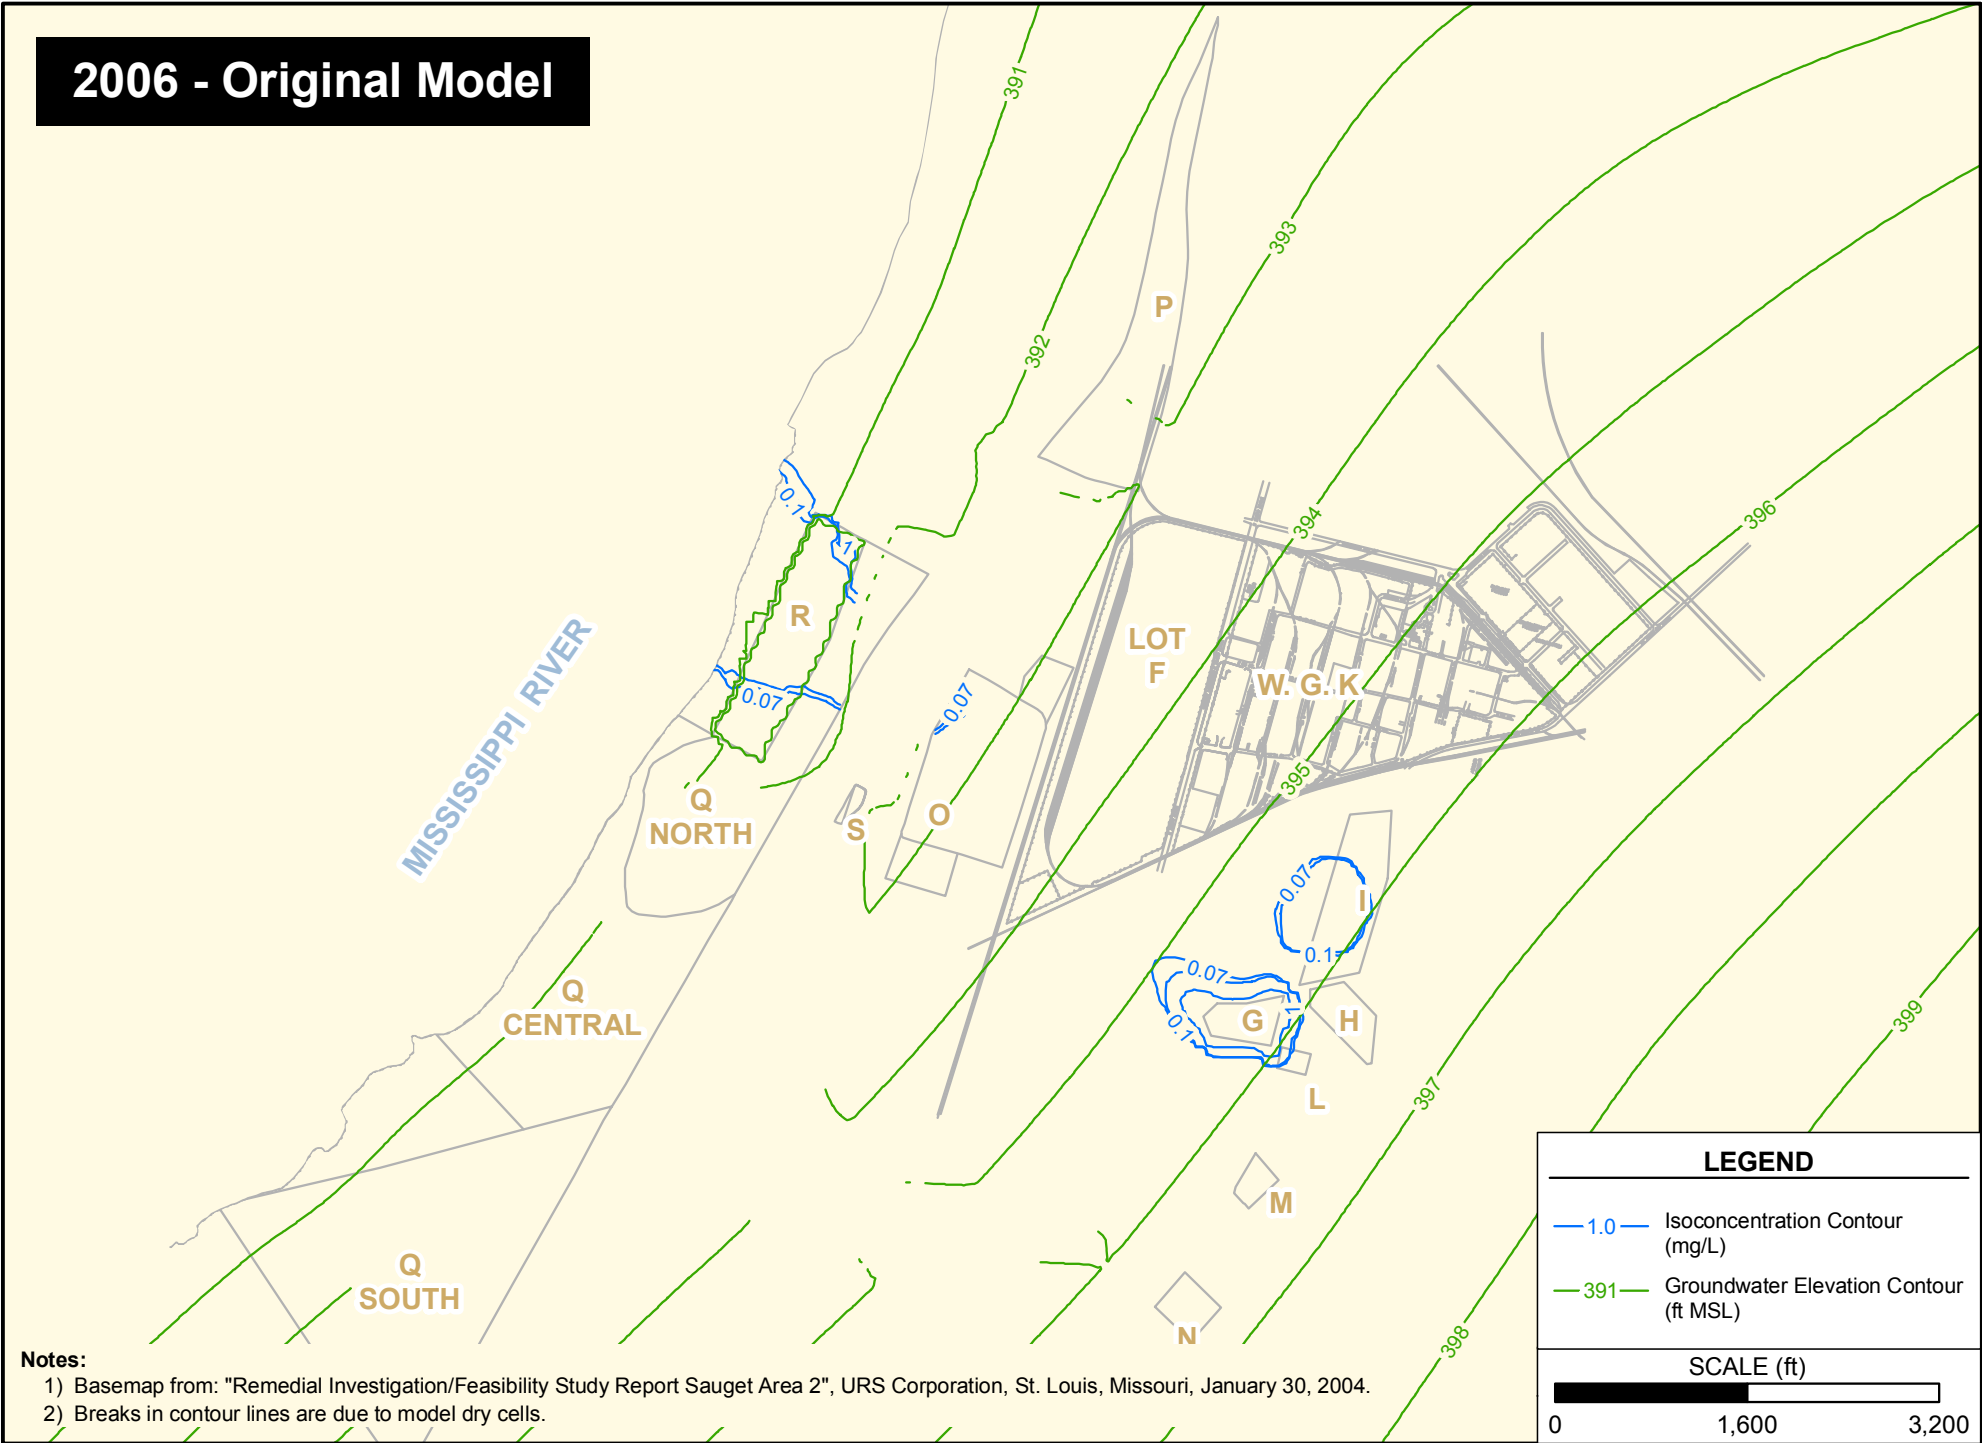 2006 - Original Model
391
393
392
P
0.1
1
394
396
R
LOT
F
W. G. K
MISSISSIPPI RIVER
0.07
0.07
395
Q
NORTH
S
O
0.07
I
0.1
0.07
Q
CENTRAL
G
1
H
0.1
399
397
L
M
Q
SOUTH
N
398
LEGEND
1.0 Isoconcentration Contour
(mg/L)
391 Groundwater Elevation Contour
(ft MSL)
SCALE (ft)
0 1,600 3,200
Notes:
1) Basemap from: "Remedial Investigation/Feasibility Study Report Sauget Area 2", URS Corporation, St. Louis, Missouri, January 30, 2004.
2) Breaks in contour lines are due to model dry cells.